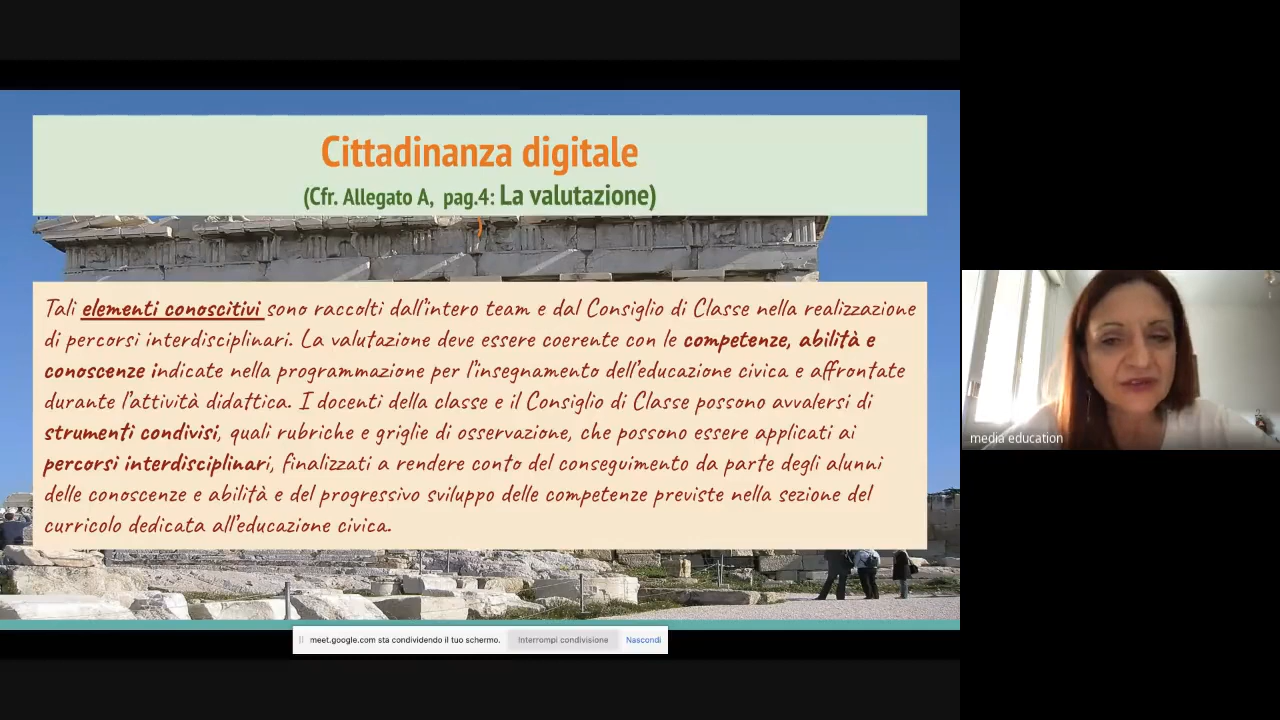 Cittadinanza digitale
(Cfr. Allegato A, pag.4: La valutazione)
Tali elementi conoscitivi sono raccolti dall'intero team e dal Consiglio di Classe nella realizzazione
di percorsi interdisciplinari. La valutazione deve essere coerente con le competenze, abilità e
conoscenze indicate nella programmazione per l'insegnamento dell'educazione civica e affrontate
durante l'attività didattica. I docenti della classe e il Consiglio di Classe possono avvalersi di
strumenti condivisi, quali rubriche e griglie di osservazione, che possono essere applicati ai
percorsi interdisciplinari, finalizzati a rendere conto del conseguimento da parte degli alunni
delle conoscenze e abilità e del progressivo sviluppo delle competenze previste nella sezione del
curricolo dedicata all'educazione civica.
media education
meet.google.com sta condividendo il tuo schermo. Interrompi condivisione Nascondi